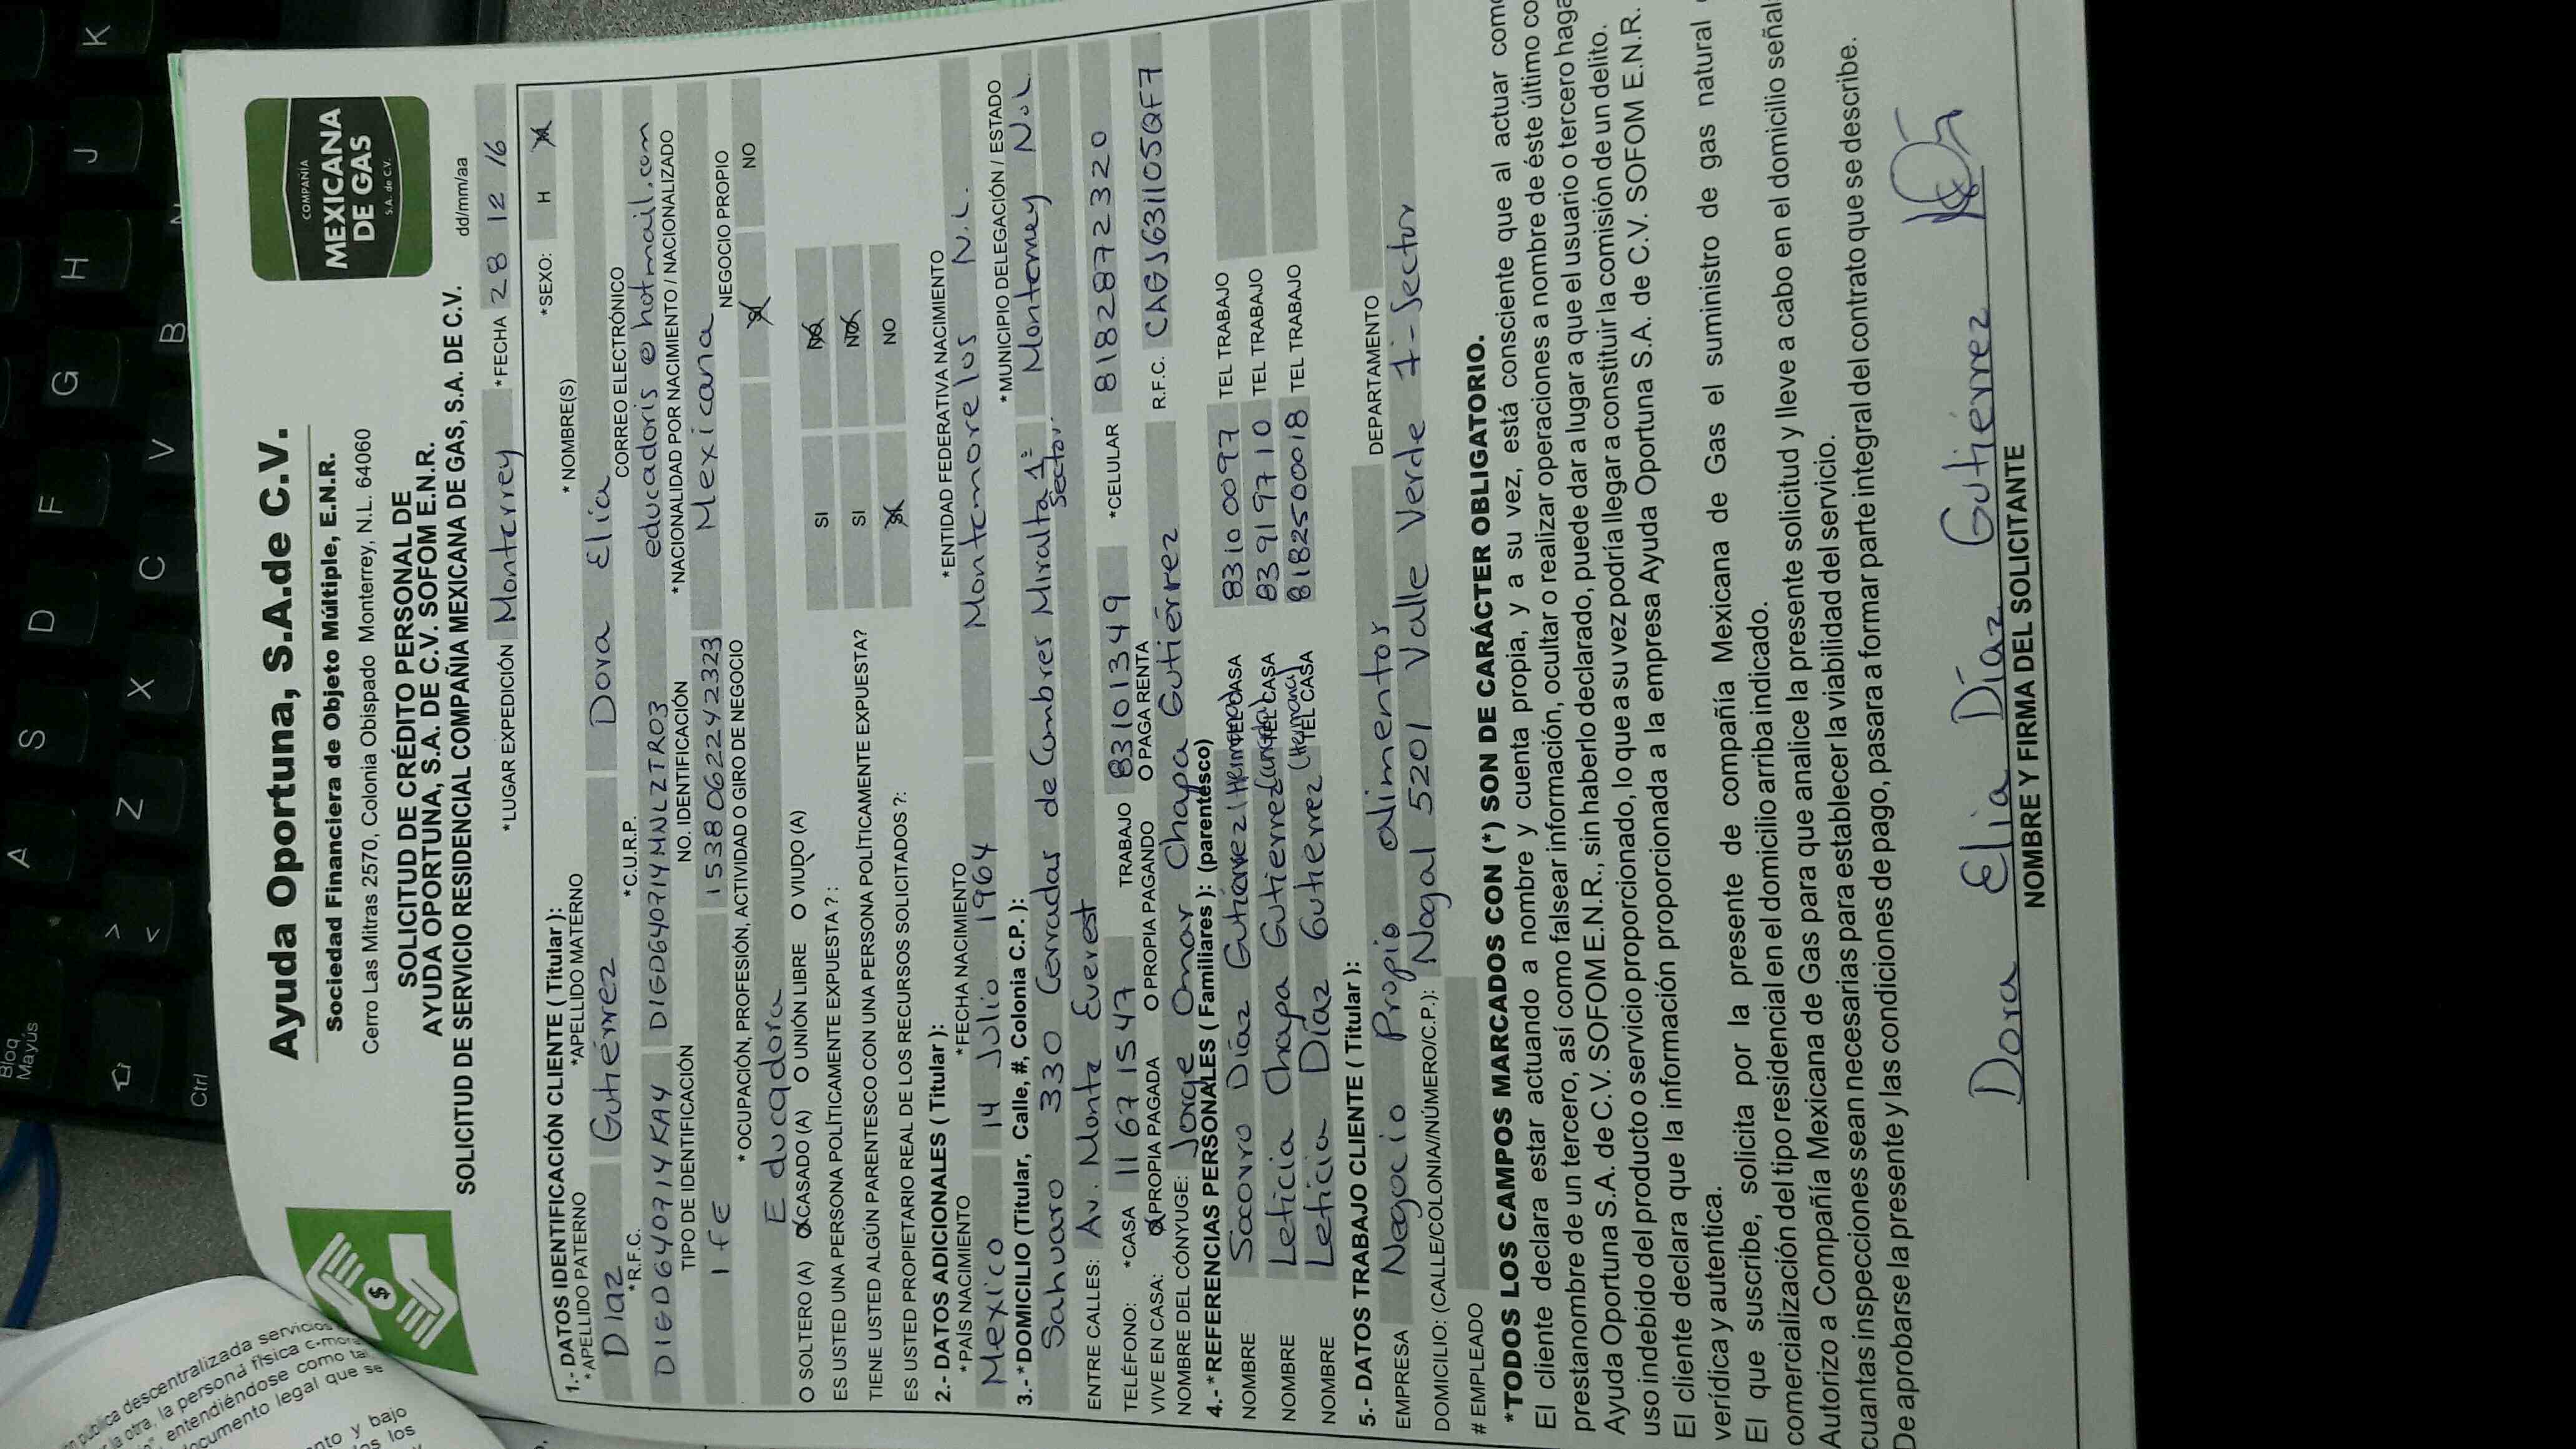 Ayuda Oportuna, S.A.de C.V.
Sociedad Financiera de Objeto Múltiple, E.N.R.
Cerro Las Mitras 2570, Colonia Obispado Monterrey, N.L. 64060
COMPAÑÍA
MEXICANA
DE GAS
S.A. de C.V.
SOLICITUD DE CRÉDITO PERSONAL DE
AYUDA OPORTUNA, S.A. DE C.V. SOFOM E.N.R.
SOLICITUD DE SERVICIO RESIDENCIAL COMPAÑIA MEXICANA DE GAS, S.A. DE C.V.
dd/mm/aa
*LUGAR EXPEDICIÓN Monterrey *FECHA 28 12 16
1.- DATOS IDENTIFICACIÓN CLIENTE ( Titular ): *SEXO: H M
*APELLIDO PATERNO *APELLIDO MATERNO *NOMBRE(S)
Díaz Gutiérrez Dora Elia
*R.F.C. *C.U.R.P. CORREO ELECTRÓNICO
DIGD640714KA4 DIGD640714MNLZTR03 educadoris@hotmail.com
TIPO DE IDENTIFICACIÓN NO. IDENTIFICACIÓN *NACIONALIDAD POR NACIMIENTO / NACIONALIZADO
IFE 1538062242323 Mexicana
*OCUPACIÓN, PROFESIÓN, ACTIVIDAD O GIRO DE NEGOCIO NEGOCIO PROPIO
Educadora SI NO
O SOLTERO (A) O CASADO (A) O UNIÓN LIBRE O VIUDO (A)
ES USTED UNA PERSONA POLÍTICAMENTE EXPUESTA ? : SI NO
TIENE USTED ALGÚN PARENTESCO CON UNA PERSONA POLÍTICAMENTE EXPUESTA? SI NO
ES USTED PROPIETARIO REAL DE LOS RECURSOS SOLICITADOS ?: SI NO
2.- DATOS ADICIONALES ( Titular ):
*PAÍS NACIMIENTO *FECHA NACIMIENTO *ENTIDAD FEDERATIVA NACIMIENTO
Mexico 14 Julio 1964 Montemorelos N.L.
3.-*DOMICILIO (Titular, Calle, #, Colonia C.P.): *MUNICIPIO DELEGACIÓN / ESTADO
Sahuaro 330 Cerradas de Cumbres Miralta 1º Sector. Monterrey N.L
ENTRE CALLES: Av. Monte Everest
TELÉFONO: *CASA 11 67 15 47 TRABAJO 83101349 *CELULAR 8182872320
VIVE EN CASA: O PROPIA PAGADA O PROPIA PAGANDO O PAGA RENTA R.F.C. CAGJ631105QF7
NOMBRE DEL CÓNYUGE: Jorge Omar Chapa Gutiérrez
4.-*REFERENCIAS PERSONALES ( Familiares ): (parentesco)
NOMBRE Socorro Díaz Gutiérrez (Hermana) TEL CASA 83100097 TEL TRABAJO
NOMBRE Leticia Chapa Gutierrez TEL CASA 83919710 TEL TRABAJO
NOMBRE Leticia Díaz Gutierrez (Hermana) TEL CASA 8182500018 TEL TRABAJO
5.- DATOS TRABAJO CLIENTE ( Titular ):
EMPRESA Negocio Propio alimentor DEPARTAMENTO
DOMICILIO: (CALLE/COLONIA/NÚMERO/C.P.): Nogal 5201 Valle Verde 1-Sector
# EMPLEADO
*TODOS LOS CAMPOS MARCADOS CON (*) SON DE CARÁCTER OBLIGATORIO.
El cliente declara estar actuando a nombre y cuenta propia, y a su vez, está consciente que al actuar como
prestanombre de un tercero, así como falsear información, ocultar o realizar operaciones a nombre de éste último co
Ayuda Oportuna S.A. de C.V. SOFOM E.N.R., sin haberlo declarado, puede dar a lugar a que el usuario o tercero haga
uso indebido del producto o servicio proporcionado, lo que a su vez podría llegar a constituir la comisión de un delito.
El cliente declara que la información proporcionada a la empresa Ayuda Oportuna S.A. de C.V. SOFOM E.N.R.
verídica y autentica.
El que suscribe, solicita por la presente de compañía Mexicana de Gas el suministro de gas natural
comercialización del tipo residencial en el domicilio arriba indicado.
Autorizo a Compañía Mexicana de Gas para que analice la presente solicitud y lleve a cabo en el domicilio señal
cuantas inspecciones sean necesarias para establecer la viabilidad del servicio.
De aprobarse la presente y las condiciones de pago, pasara a formar parte integral del contrato que se describe.
Dora Elia Díaz Gutiérrez
NOMBRE Y FIRMA DEL SOLICITANTE